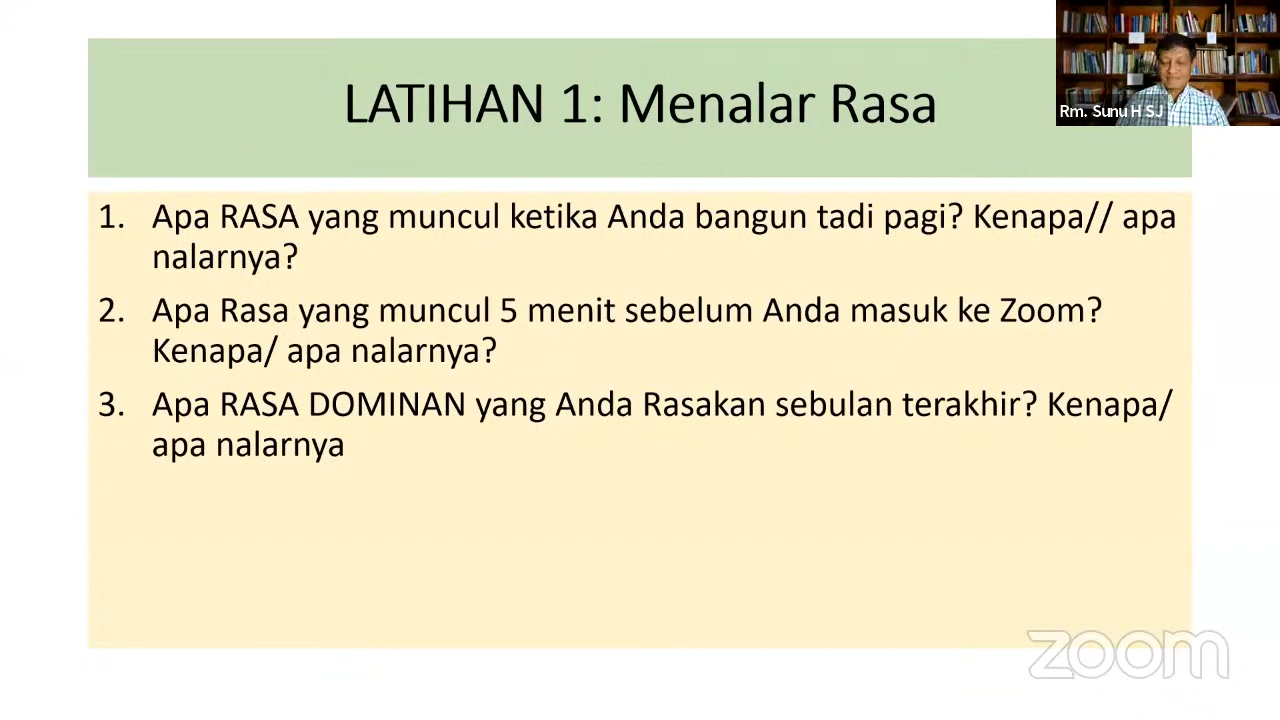 LATIHAN 1: Menalar Rasa
Rm. Sunu H SJ
1. Apa RASA yang muncul ketika Anda bangun tadi pagi? Kenapa// apa
nalarnya?
2. Apa Rasa yang muncul 5 menit sebelum Anda masuk ke Zoom?
Kenapa/ apa nalarnya?
3. Apa RASA DOMINAN yang Anda Rasakan sebulan terakhir? Kenapa/
apa nalarnya
zoom